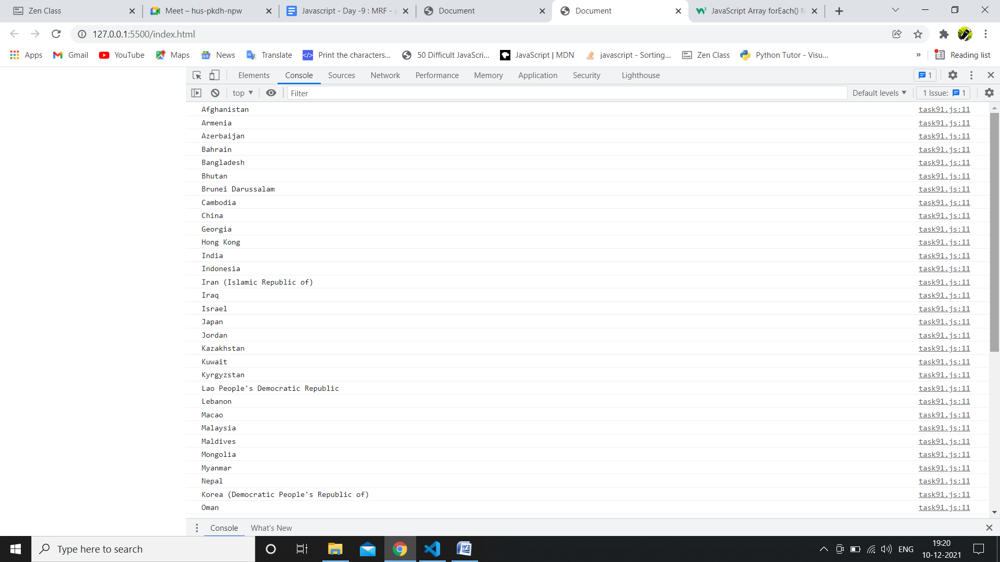 Zen Class
Meet – hus-pkdh-npw
Javascript - Day -9 : MRF - a
Document
Document
JavaScript Array forEach() M
127.0.0.1:5500/index.html
Apps
Gmail
YouTube
Maps
News
Translate
Print the characters...
50 Difficult JavaScri...
JavaScript | MDN
javascript - Sorting...
Zen Class
Python Tutor - Visu...
»
Reading list
Elements
Console
Sources
Network
Performance
Memory
Application
Security
Lighthouse
1
top
Filter
Default levels
1 Issue: 1
Afghanistan task91.js:11
Armenia task91.js:11
Azerbaijan task91.js:11
Bahrain task91.js:11
Bangladesh task91.js:11
Bhutan task91.js:11
Brunei Darussalam task91.js:11
Cambodia task91.js:11
China task91.js:11
Georgia task91.js:11
Hong Kong task91.js:11
India task91.js:11
Indonesia task91.js:11
Iran (Islamic Republic of) task91.js:11
Iraq task91.js:11
Israel task91.js:11
Japan task91.js:11
Jordan task91.js:11
Kazakhstan task91.js:11
Kuwait task91.js:11
Kyrgyzstan task91.js:11
Lao People's Democratic Republic task91.js:11
Lebanon task91.js:11
Macao task91.js:11
Malaysia task91.js:11
Maldives task91.js:11
Mongolia task91.js:11
Myanmar task91.js:11
Nepal task91.js:11
Korea (Democratic People's Republic of) task91.js:11
Oman task91.js:11
Console
What's New
Type here to search
ENG
19:20
10-12-2021